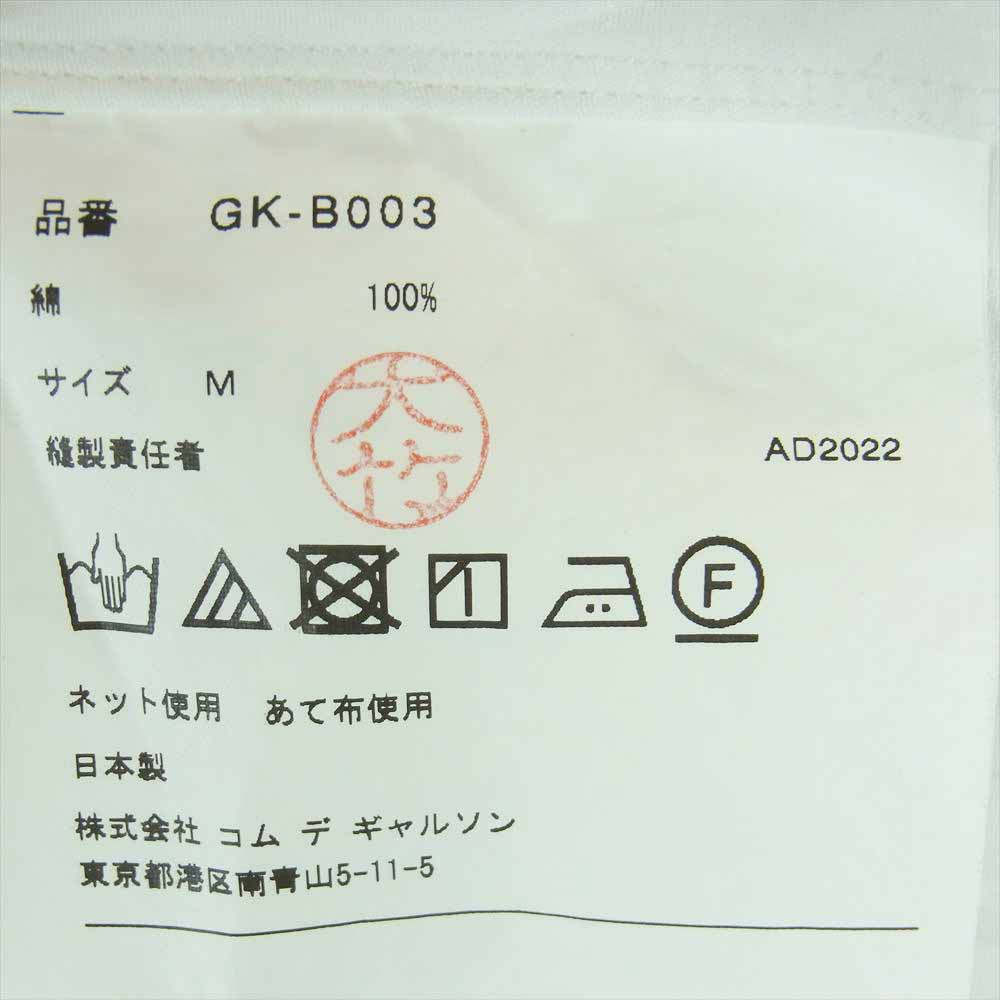 品番 GK-B003
綿 100%
サイズ M
大竹
縫製責任者 AD2022
F
ネット使用 あて布使用
日本製
株式会社 コム デ ギャルソン
東京都港区南青山5-11-5